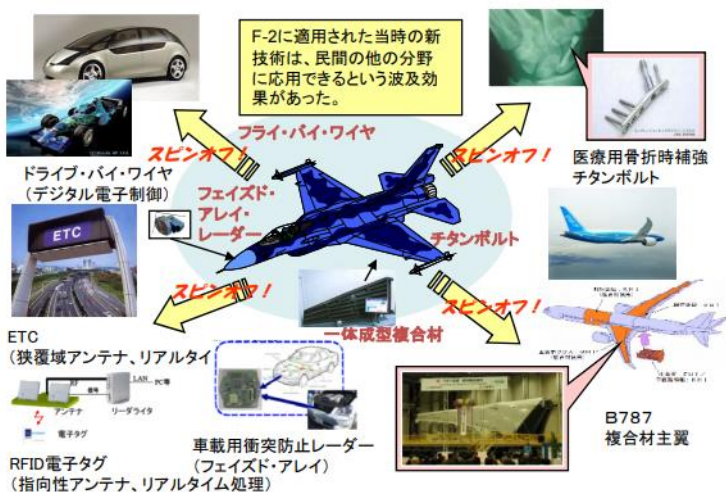 F-2に適用された当時の新
技術は、民間の他の分野
に応用できるという波及効
果があった。
フライ・バイ・ワイヤ
スピンオフ!
スピンオフ!
ドライブ・バイ・ワイヤ
(デジタル電子制御)
フェイズド・
アレイ・
レーダー
チタンボルト
医療用骨折時補強
チタンボルト
ETC
スピンオフ!
スピンオフ!
一体成型複合材
ETC
(狭覆域アンテナ、リアルタイ
LAN
PC等
アンテナ
リーダライタ
電子タグ
RFID電子タグ
(指向性アンテナ、リアルタイム処理)
車載用衝突防止レーダー
(フェイズド・アレイ)
B787
複合材主翼